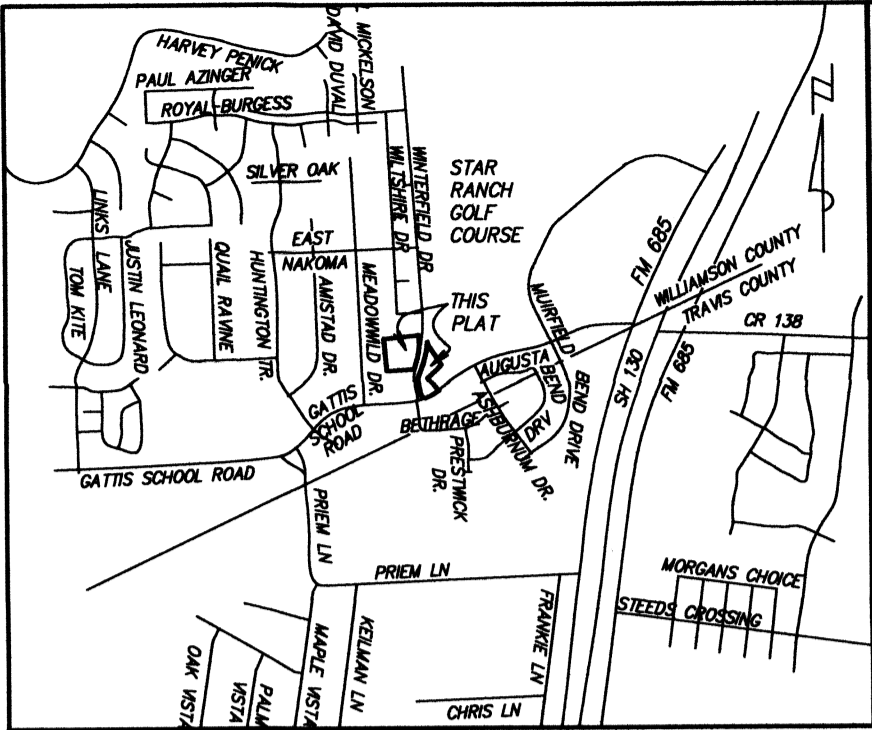 HARVEY PENICK
DAVID DUVAL
MICKELSON
PAUL AZINGER
ROYAL BURGESS
SILVER OAK
WILTSHIRE DR
WINTERFIELD DR
STAR
RANCH
GOLF
COURSE
LINKS
LANE
TOM KITE
JUSTIN LEONARD
QUAIL RAVINE
HUNTINGTON TR.
EAST
NAKOMA
AMISTAD DR.
MEADOWILD DR.
THIS
PLAT
MUIRFIELD
BEND DRIVE
FM 685
WILLIAMSON COUNTY
TRAVIS COUNTY
CR 138
SH 130
FM 685
AUGUSTA
BEND
DRV
GATTIS
SCHOOL
ROAD
BETHRAGE
ASHBURNUM DR.
PRESTWICK
DR.
GATTIS SCHOOL ROAD
PRIEM LN
PRIEM LN
MORGANS CHOICE
STEEDS CROSSING
OAK VISTA
PALM
VISTA
MAPLE VISTA
KEILMAN LN
FRANKIE LN
CHRIS LN
N